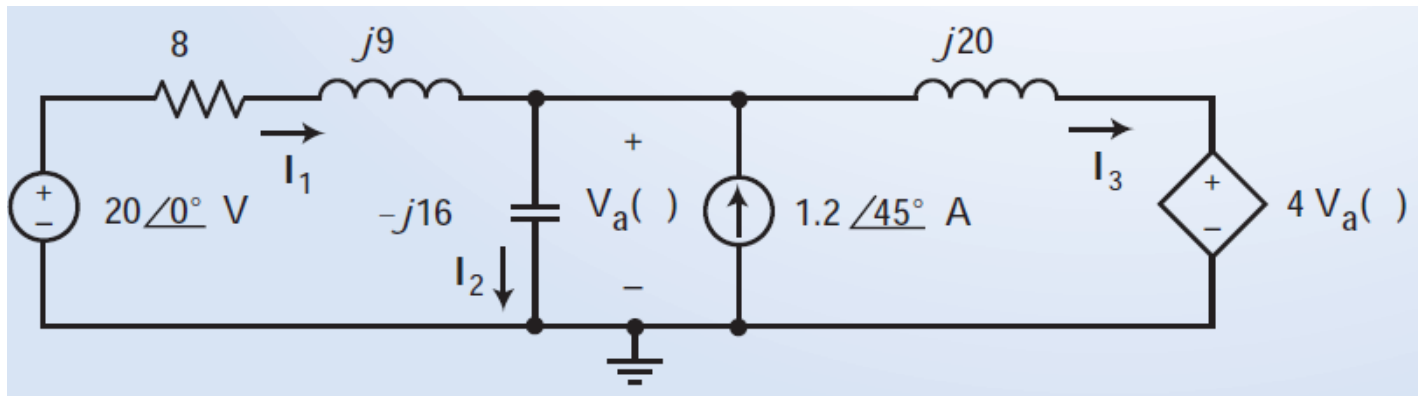 8 j9 j20
+
I₁ I₃
+ − 20∠0° V −j16 Vₐ( ) 1.2 ∠45° A + − 4 Vₐ( )
I₂ −